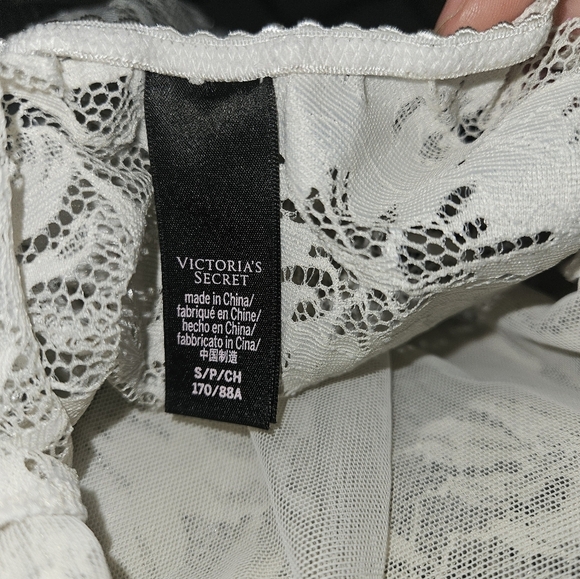 VICTORIA'S
SECRET
made in China/
fabriqué en Chine/
hecho en China/
fabbricato in Cina/
中国制造
S/P/CH
170/88A